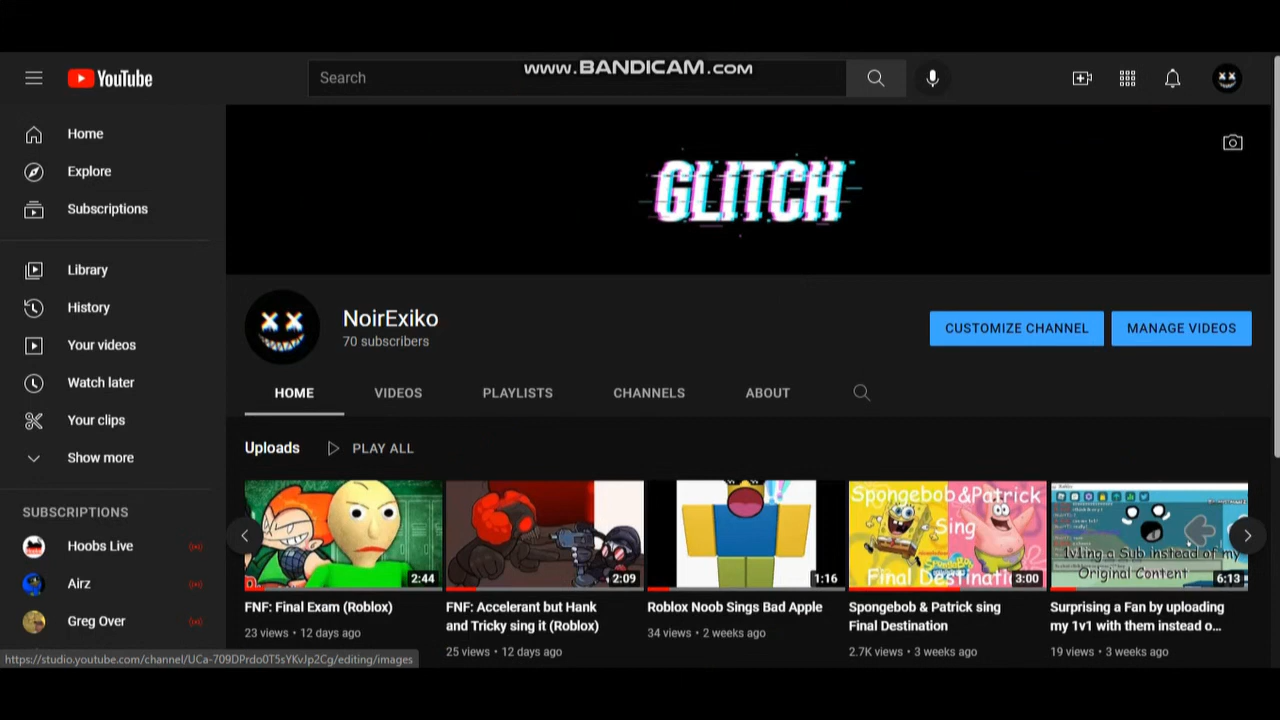 www.BANDICAM.com
YouTube
Search
GLITCH
Home
Explore
Subscriptions
Library
History
Your videos
Watch later
Your clips
Show more
SUBSCRIPTIONS
Hoobs Live
Airz
Greg Over
NoirExiko
70 subscribers
CUSTOMIZE CHANNEL
MANAGE VIDEOS
HOME
VIDEOS
PLAYLISTS
CHANNELS
ABOUT
Uploads
PLAY ALL
2:44
FNF: Final Exam (Roblox)
23 views • 12 days ago
2:09
FNF: Accelerant but Hank
and Tricky sing it (Roblox)
25 views • 12 days ago
1:16
Roblox Noob Sings Bad Apple
34 views • 2 weeks ago
Spongebob &Patrick
Sing
Final Destinati
3:00
Spongebob & Patrick sing
Final Destination
2.7K views • 3 weeks ago
1v1ing a Sub instead of my
Original Content
6:13
Surprising a Fan by uploading
my 1v1 with them instead o...
19 views • 3 weeks ago
https://studio.youtube.com/channel/UCa-709DPrdo0T5sYKvJp2Cg/editing/images